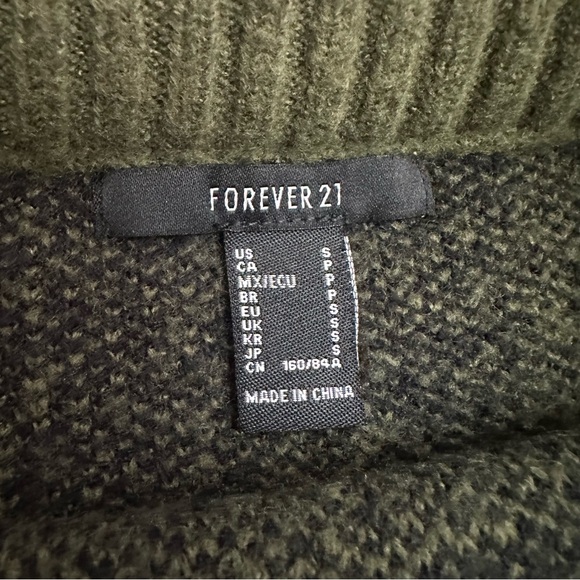 FOREVER 21
US S
CA P
MX/ECU P
BR P
EU S
UK S
KR S
JP S
CN 160/84A
MADE IN CHINA